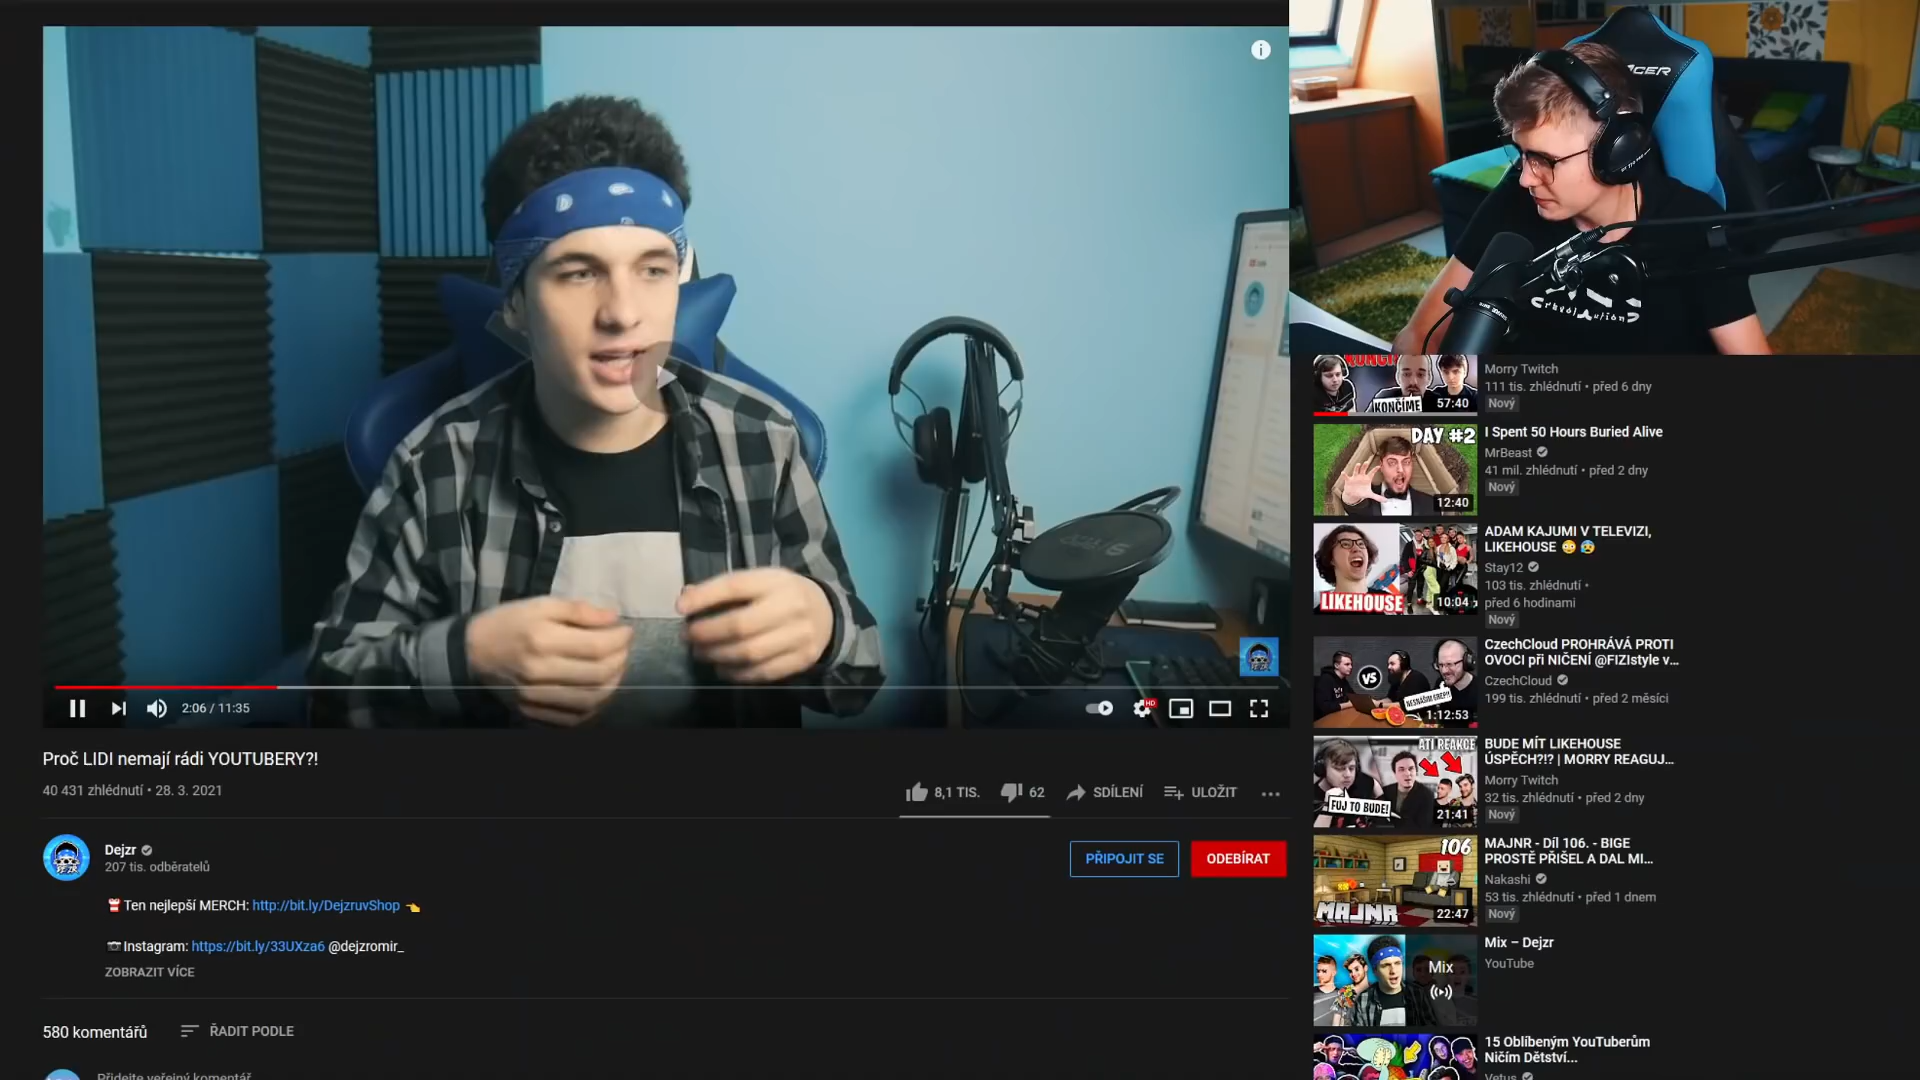 ACER
Morry Twitch
111 tis. zhlédnutí • před 6 dny
Nový
KONČÍME
57:40
DAY #2
12:40
I Spent 50 Hours Buried Alive
MrBeast
41 mil. zhlédnutí • před 2 dny
Nový
LIKEHOUSE
10:04
ADAM KAJUMI V TELEVIZI,
LIKEHOUSE 😳 😰
Stay12
103 tis. zhlédnutí •
před 6 hodinami
Nový
VS
1:12:53
CzechCloud PROHRÁVÁ PROTI
OVOCI při NIČENÍ @FIZIstyle v...
CzechCloud
199 tis. zhlédnutí • před 2 měsíci
ATI REAKCE
FUJ TO BUDE!
21:41
BUDE MÍT LIKEHOUSE
ÚSPĚCH?!? | MORRY REAGUJ...
Morry Twitch
32 tis. zhlédnutí • před 2 dny
Nový
106
MAJNR
22:47
MAJNR - Díl 106. - BIGE
PROSTĚ PŘIŠEL A DAL MI...
Nakashi
53 tis. zhlédnutí • před 1 dnem
Nový
Mix
Mix – Dejzr
YouTube
15 Oblíbeným YouTuberům
Ničím Dětství...
Vetus
2:06 / 11:35
HD
Proč LIDI nemají rádi YOUTUBERY?!
40 431 zhlédnutí • 28. 3. 2021
8,1 TIS.
62
SDÍLENÍ
ULOŽIT
Dejzr
207 tis. odběratelů
PŘIPOJIT SE
ODEBÍRAT
Ten nejlepší MERCH: http://bit.ly/DejzruvShop 👈
Instagram: https://bit.ly/33UXza6 @dejzromir_
ZOBRAZIT VÍCE
580 komentářů
ŘADIT PODLE
Přidejte veřejný komentář